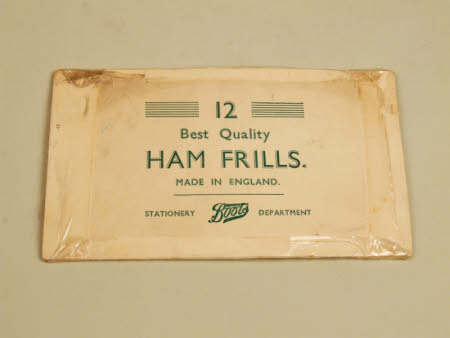 12
Best Quality
HAM FRILLS.
MADE IN ENGLAND.
STATIONERY Boots DEPARTMENT